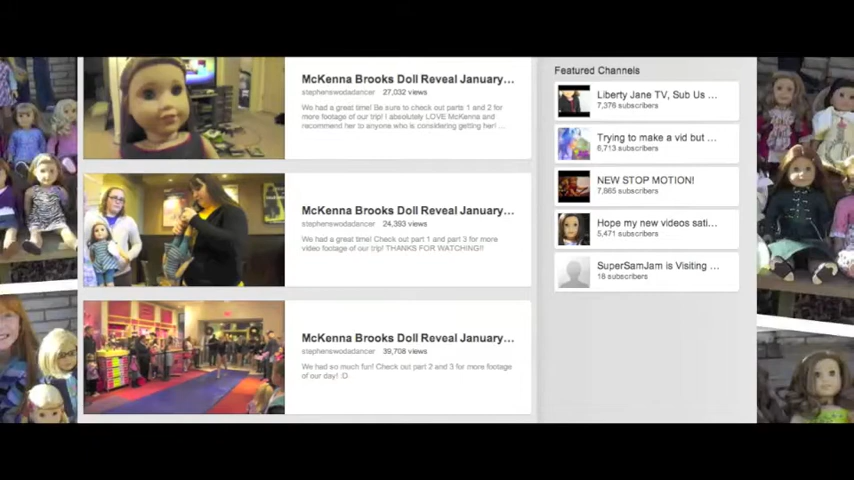 McKenna Brooks Doll Reveal January...
stephenswodadancer 27,032 views
We had a great time! Be sure to check out parts 1 and 2 for
more footage of our trip! I absolutely LOVE McKenna and
recommend her to anyone who is considering getting her! ...
McKenna Brooks Doll Reveal January...
stephenswodadancer 24,393 views
We had a great time! Check out part 1 and part 3 for more
video footage of our trip! THANKS FOR WATCHING!!
McKenna Brooks Doll Reveal January...
stephenswodadancer 39,708 views
We had so much fun! Check out part 2 and 3 for more footage
of our day! :D
Featured Channels
Liberty Jane TV, Sub Us ...
7,376 subscribers
Trying to make a vid but ...
6,713 subscribers
NEW STOP MOTION!
7,865 subscribers
Hope my new videos sati...
5,471 subscribers
SuperSamJam is Visiting ...
16 subscribers